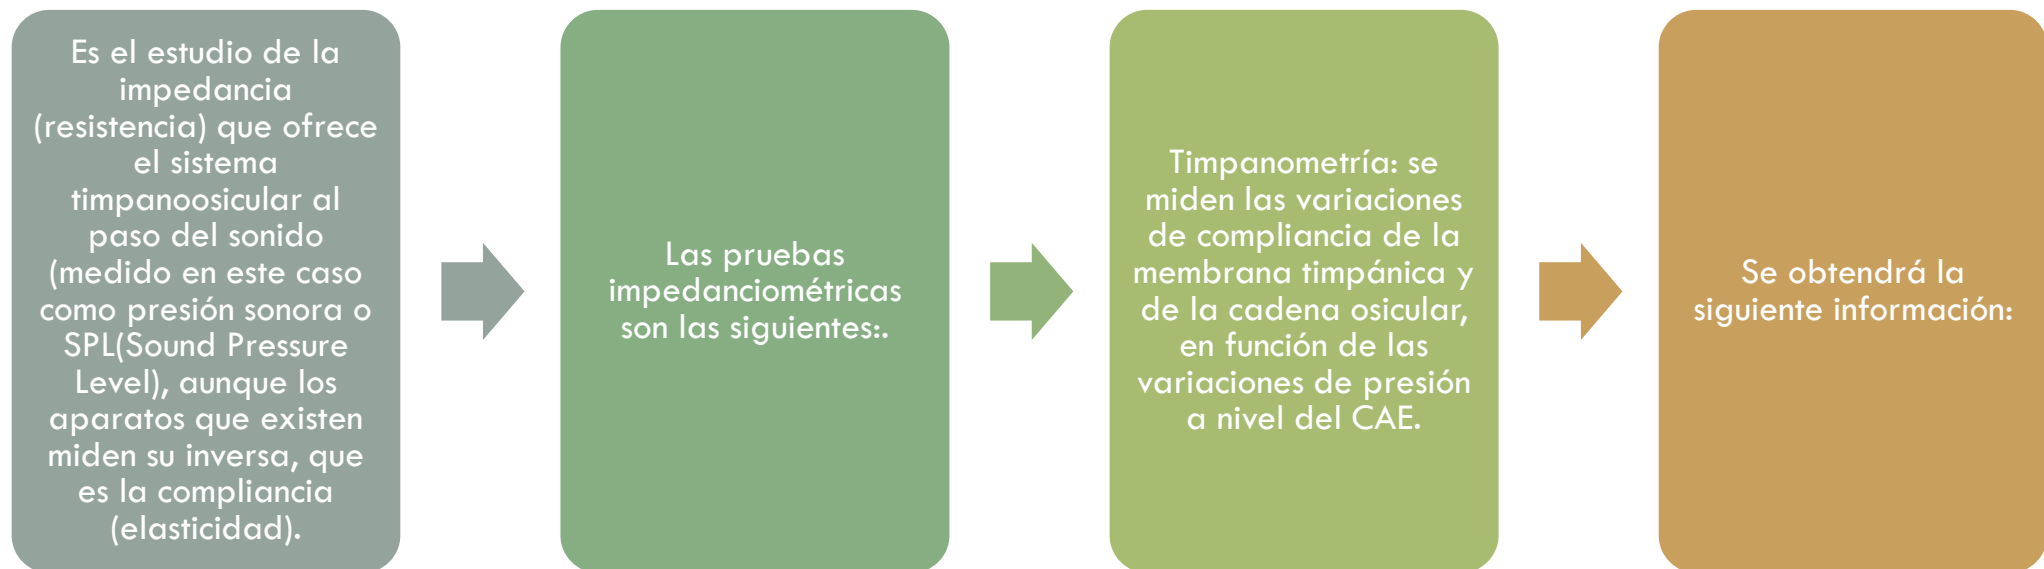 Es el estudio de la
impedancia
(resistencia) que ofrece
el sistema
timpanoosicular al
paso del sonido
(medido en este caso
como presión sonora o
SPL(Sound Pressure
Level), aunque los
aparatos que existen
miden su inversa, que
es la compliancia
(elasticidad).
Las pruebas
impedanciométricas
son las siguientes:.
Timpanometría: se
miden las variaciones
de compliancia de la
membrana timpánica y
de la cadena osicular,
en función de las
variaciones de presión
a nivel del CAE.
Se obtendrá la
siguiente información: